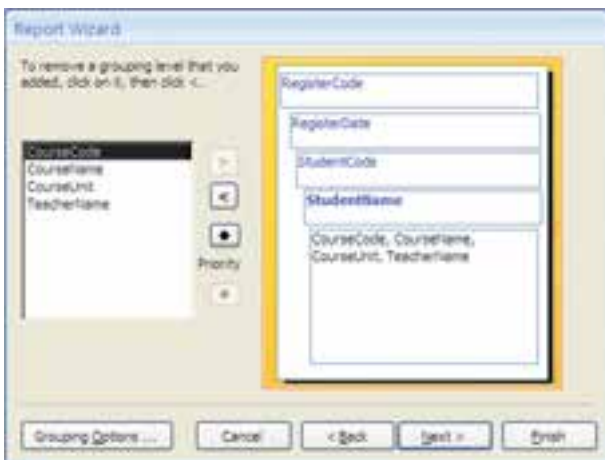 Report Wizard
To remove a grouping level that you
added, click on it, then click <.
CourseCode
CourseName
CourseUnit
TeacherName
>
<
Priority
RegisterCode
RegisterDate
StudentCode
StudentName
CourseCode, CourseName,
CourseUnit, TeacherName
Grouping Options ...
Cancel
< Back
Next >
Finish